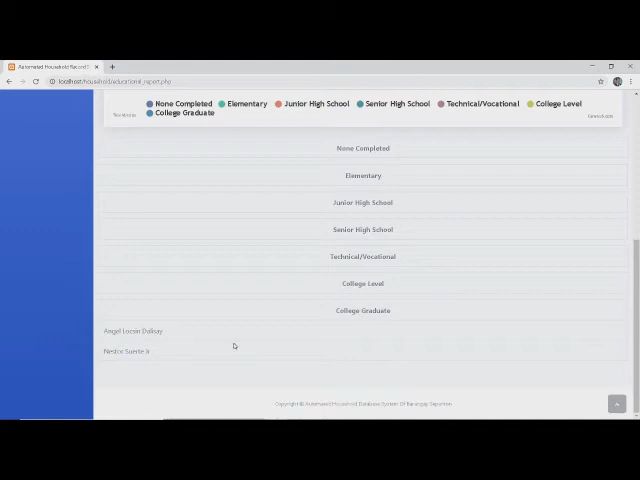 Automated Household Record S
localhost/household/educational_report.php
None Completed Elementary Junior High School Senior High School Technical/Vocational College Level
College Graduate
None Completed
Elementary
Junior High School
Senior High School
Technical/Vocational
College Level
College Graduate
Angel Locsin Dalisay
Nestor Suerte Jr
Copyright © Automated Household Database System Of Barangay